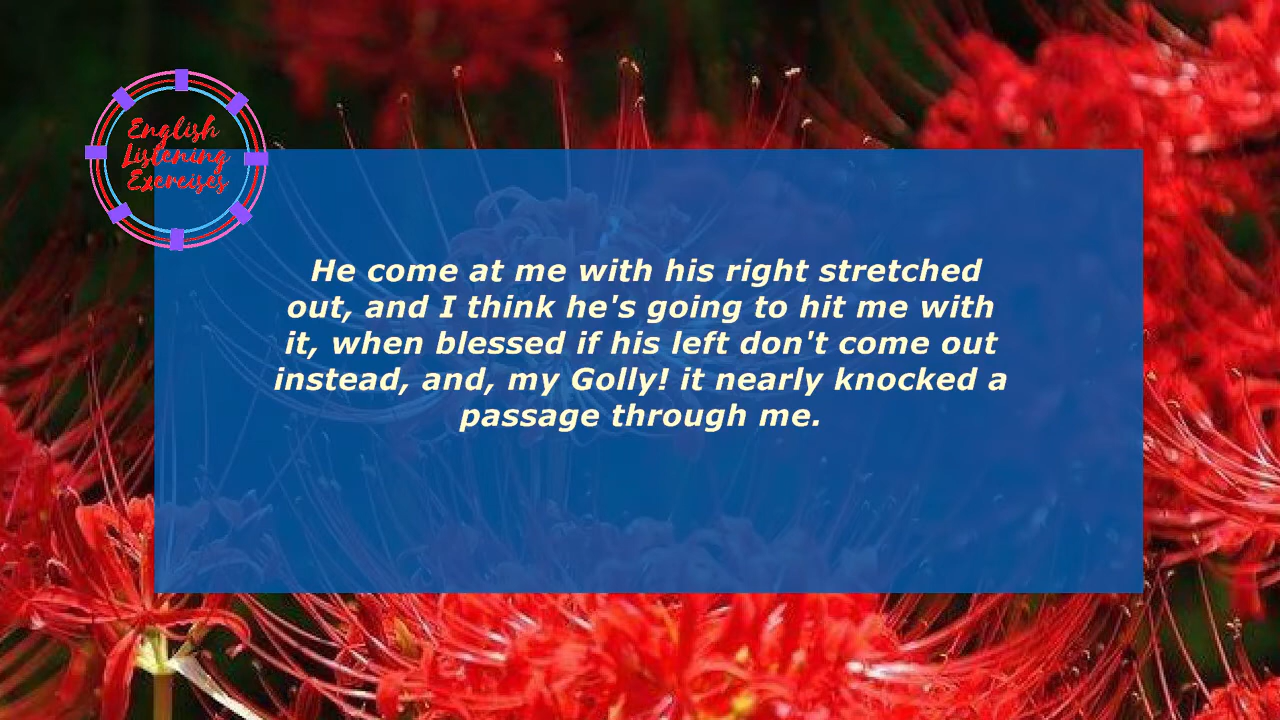 English
Listening
Exercises
He come at me with his right stretched
out, and I think he's going to hit me with
it, when blessed if his left don't come out
instead, and, my Golly! it nearly knocked a
passage through me.